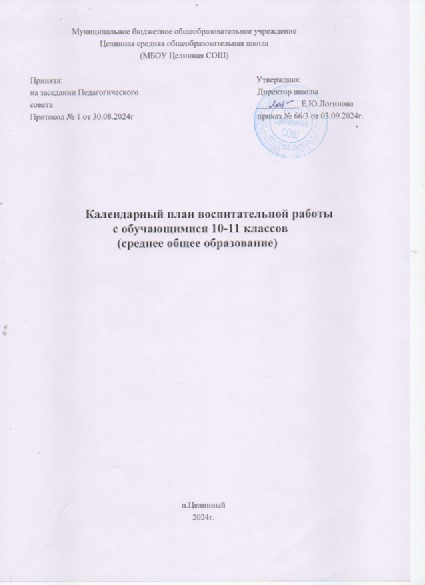 Муниципальное бюджетное общеобразовательное учреждение
Целинная средняя общеобразовательная школа
(МБОУ Целинная СОШ)
Принята:
на заседании Педагогического
совета
Протокол № 1 от 30.08.2024г
Утверждаю:
Директор школы
Е.Ю.Логинова
приказ № 66/3 от 03.09.2024г.
СОШ
Календарный план воспитательной работы
с обучающимися 10-11 классов
(среднее общее образование)
п.Целинный
2024г.